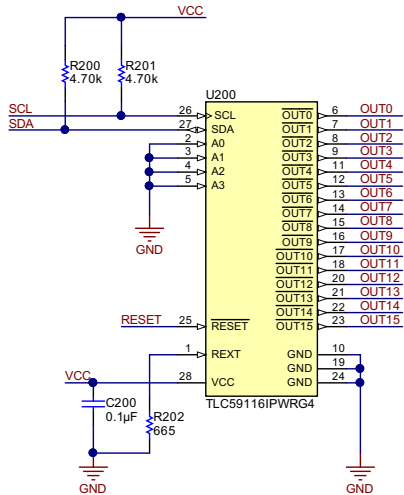 VCC
R200 R201
4.70k 4.70k
U200
SCL 26 SCL OUT0 6 OUT0
SDA 27 SDA OUT1 7 OUT1
2 A0 OUT2 8 OUT2
3 A1 OUT3 9 OUT3
4 A2 OUT4 11 OUT4
5 A3 OUT5 12 OUT5
OUT6 13 OUT6
OUT7 14 OUT7
OUT8 15 OUT8
GND OUT9 16 OUT9
OUT10 17 OUT10
OUT11 18 OUT11
OUT12 20 OUT12
OUT13 21 OUT13
OUT14 22 OUT14
RESET 25 RESET OUT15 23 OUT15
1 REXT GND 10
GND 19
VCC 28 VCC GND 24
TLC59116IPWRG4
C200
0.1µF
R202
665
GND GND